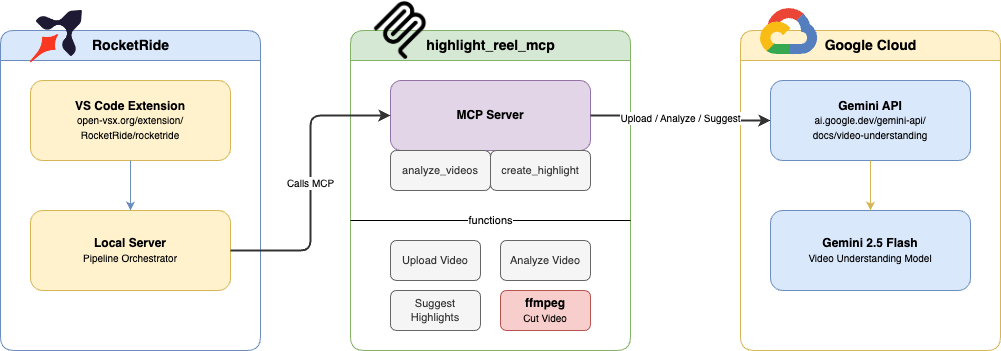 RocketRide
VS Code Extension
open-vsx.org/extension/
RocketRide/rocketride
Local Server
Pipeline Orchestrator
Calls MCP
highlight_reel_mcp
MCP Server
analyze_videos
create_highlight
functions
Upload Video
Analyze Video
Suggest
Highlights
ffmpeg
Cut Video
Upload / Analyze / Suggest
Google Cloud
Gemini API
ai.google.dev/gemini-api/
docs/video-understanding
Gemini 2.5 Flash
Video Understanding Model